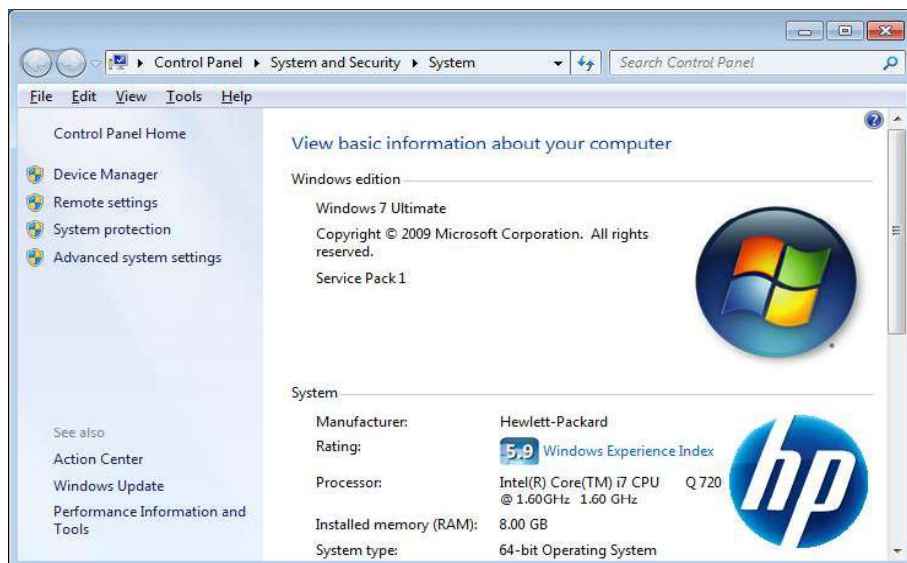 Control Panel ▸ System and Security ▸ System
Search Control Panel
File Edit View Tools Help
Control Panel Home
Device Manager
Remote settings
System protection
Advanced system settings
See also
Action Center
Windows Update
Performance Information and
Tools
View basic information about your computer
Windows edition
Windows 7 Ultimate
Copyright © 2009 Microsoft Corporation. All rights
reserved.
Service Pack 1
System
Manufacturer: Hewlett-Packard
Rating: 5.9 Windows Experience Index
Processor: Intel(R) Core(TM) i7 CPU Q 720
@ 1.60GHz 1.60 GHz
Installed memory (RAM): 8.00 GB
System type: 64-bit Operating System
hp